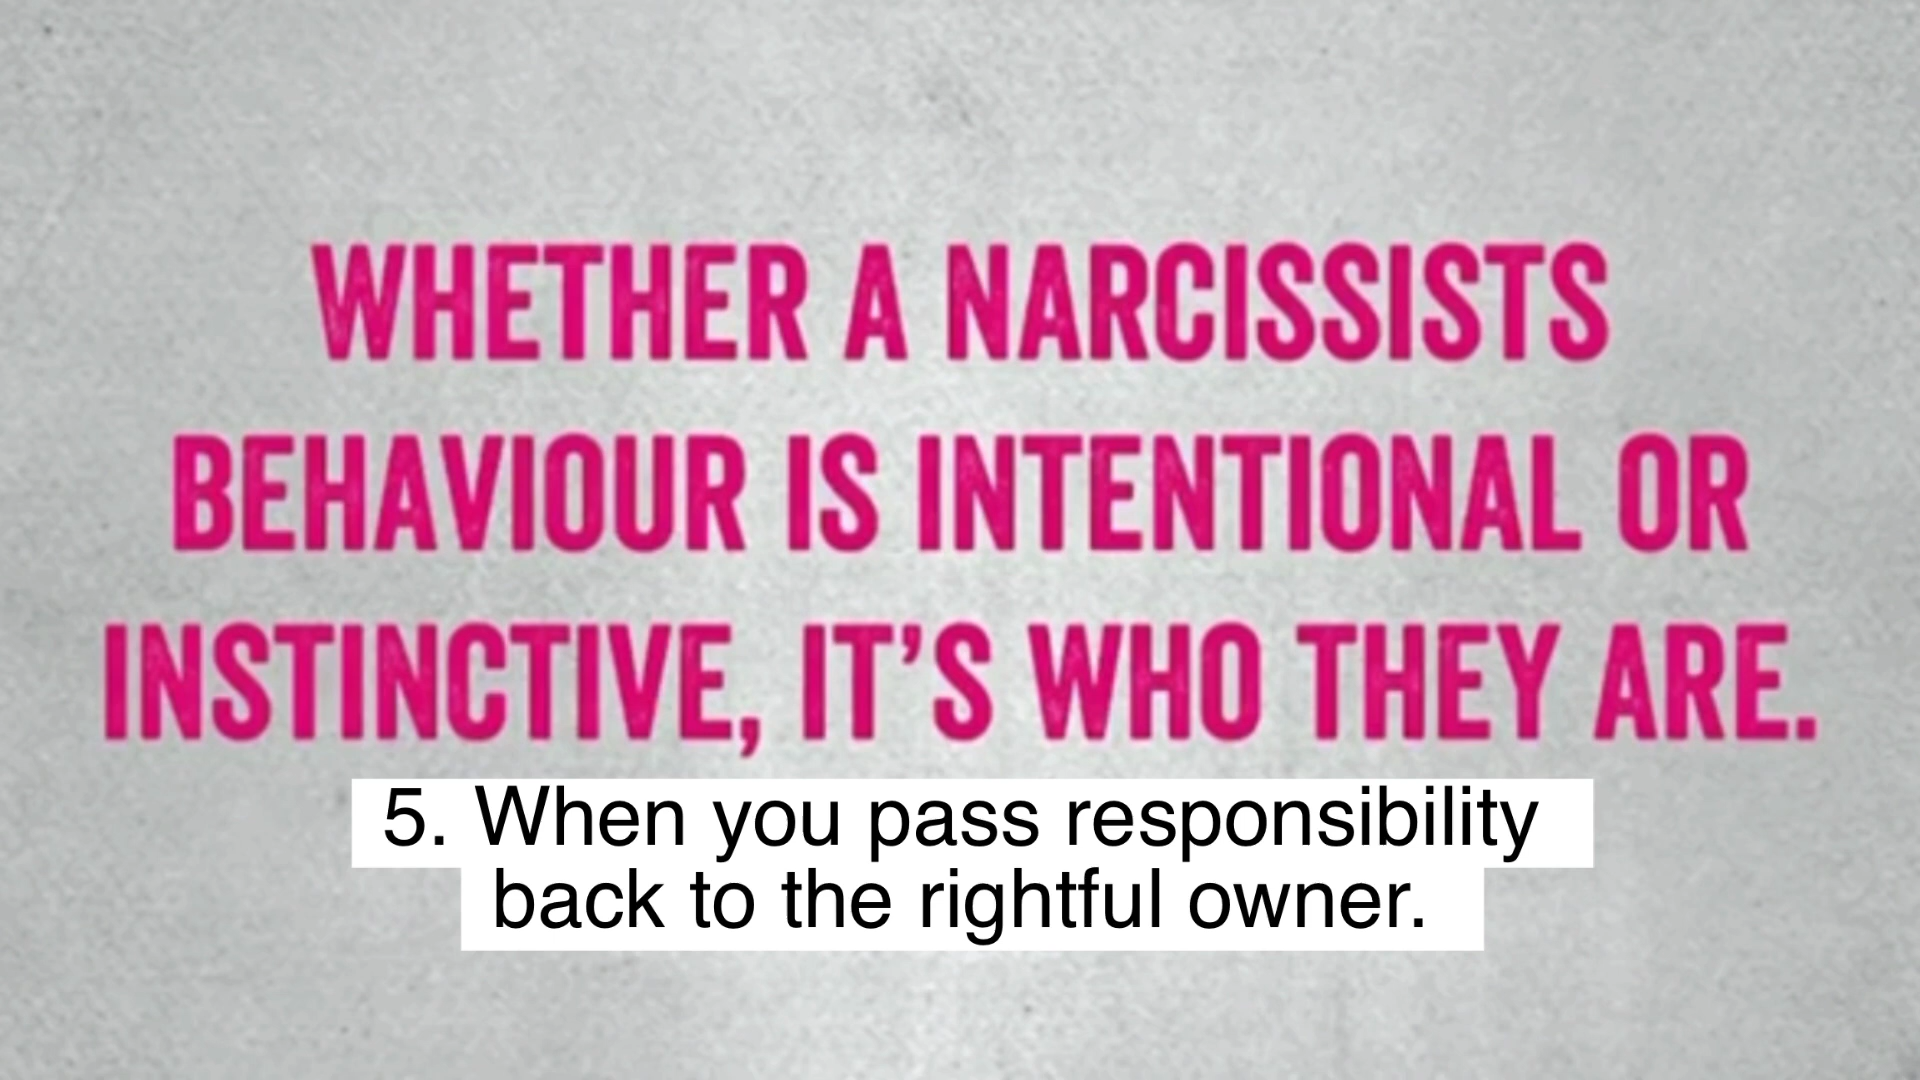 WHETHER A NARCISSISTS
BEHAVIOUR IS INTENTIONAL OR
INSTINCTIVE, IT’S WHO THEY ARE.
5. When you pass responsibility
back to the rightful owner.